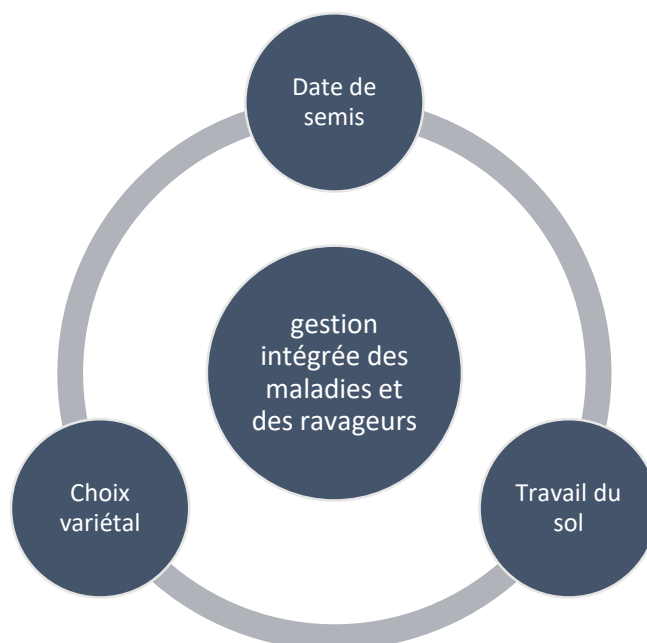 Date de
semis
gestion
intégrée des
maladies et
des ravageurs
Choix
variétal
Travail du
sol